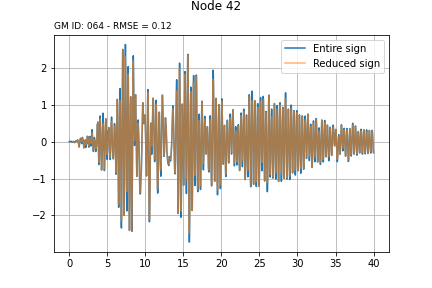 Node 42
GM ID: 064 - RMSE = 0.12
Entire sign
Reduced sign
2
1
0
−1
−2
0 5 10 15 20 25 30 35 40